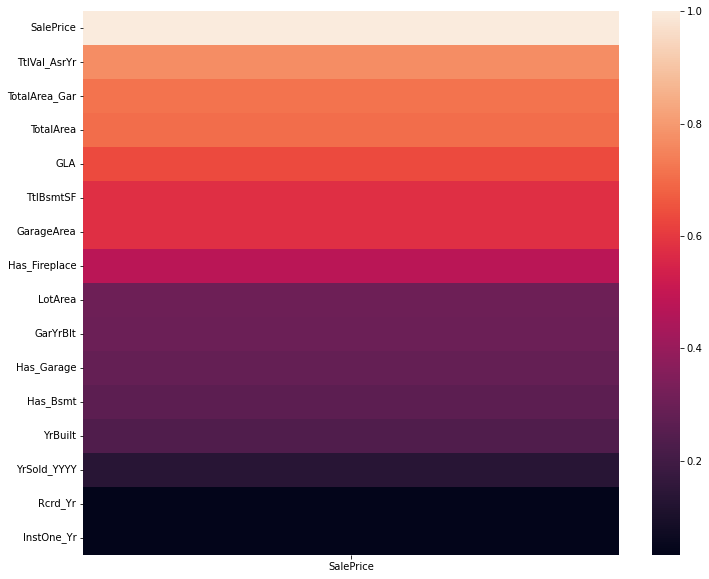 SalePrice
TtlVal_AsrYr
TotalArea_Gar
TotalArea
GLA
TtlBsmtSF
GarageArea
Has_Fireplace
LotArea
GarYrBlt
Has_Garage
Has_Bsmt
YrBuilt
YrSold_YYYY
Rcrd_Yr
InstOne_Yr
SalePrice
1.0
0.8
0.6
0.4
0.2